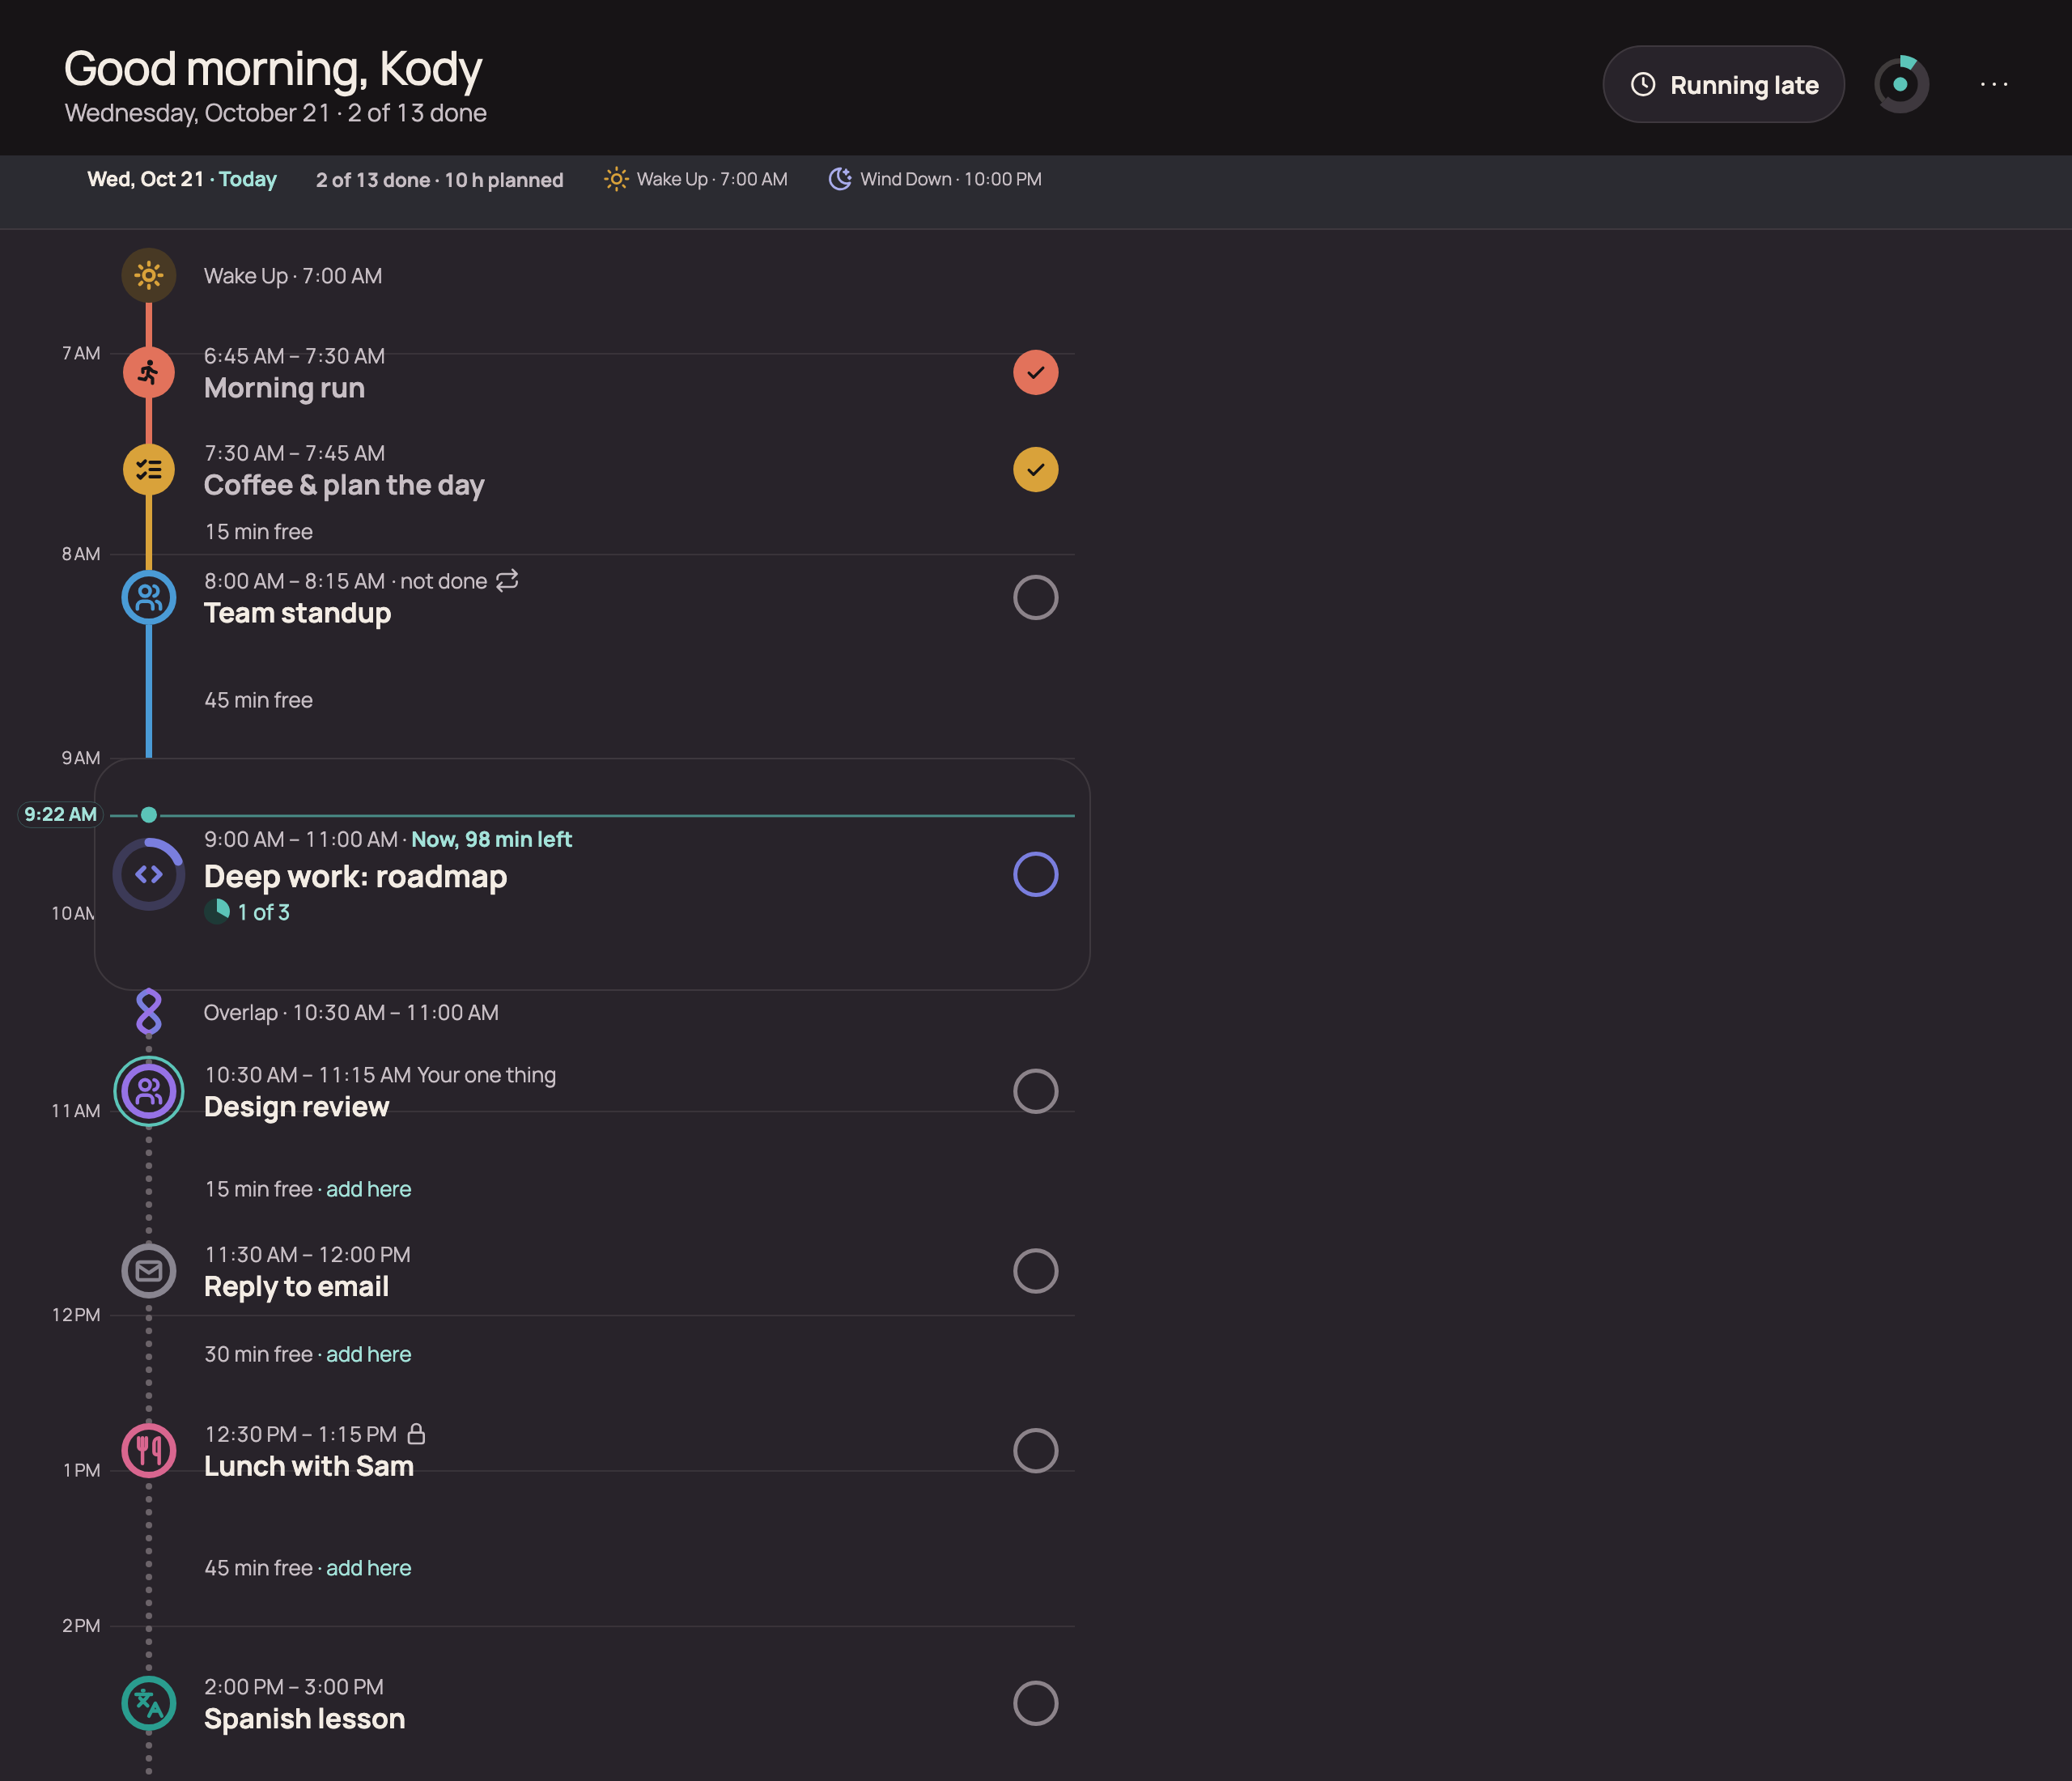 Good morning, Kody
Wednesday, October 21 · 2 of 13 done
Running late
Wed, Oct 21 · Today
2 of 13 done · 10 h planned
Wake Up · 7:00 AM
Wind Down · 10:00 PM
Wake Up · 7:00 AM
7 AM
6:45 AM – 7:30 AM
Morning run
7:30 AM – 7:45 AM
Coffee & plan the day
15 min free
8 AM
8:00 AM – 8:15 AM · not done
Team standup
45 min free
9 AM
9:22 AM
9:00 AM – 11:00 AM · Now, 98 min left
Deep work: roadmap
1 of 3
10 AM
Overlap · 10:30 AM – 11:00 AM
10:30 AM – 11:15 AM Your one thing
Design review
11 AM
15 min free · add here
11:30 AM – 12:00 PM
Reply to email
12 PM
30 min free · add here
12:30 PM – 1:15 PM
Lunch with Sam
1 PM
45 min free · add here
2 PM
2:00 PM – 3:00 PM
Spanish lesson